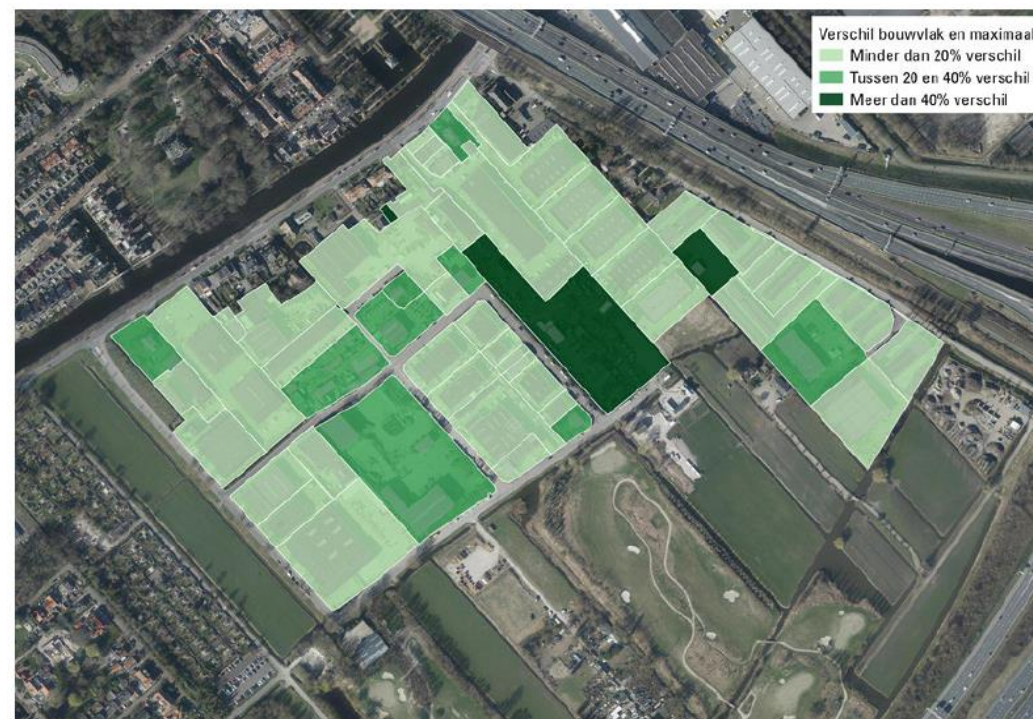 Verschil bouwvlak en maximaal
Minder dan 20% verschil
Tussen 20 en 40% verschil
Meer dan 40% verschil